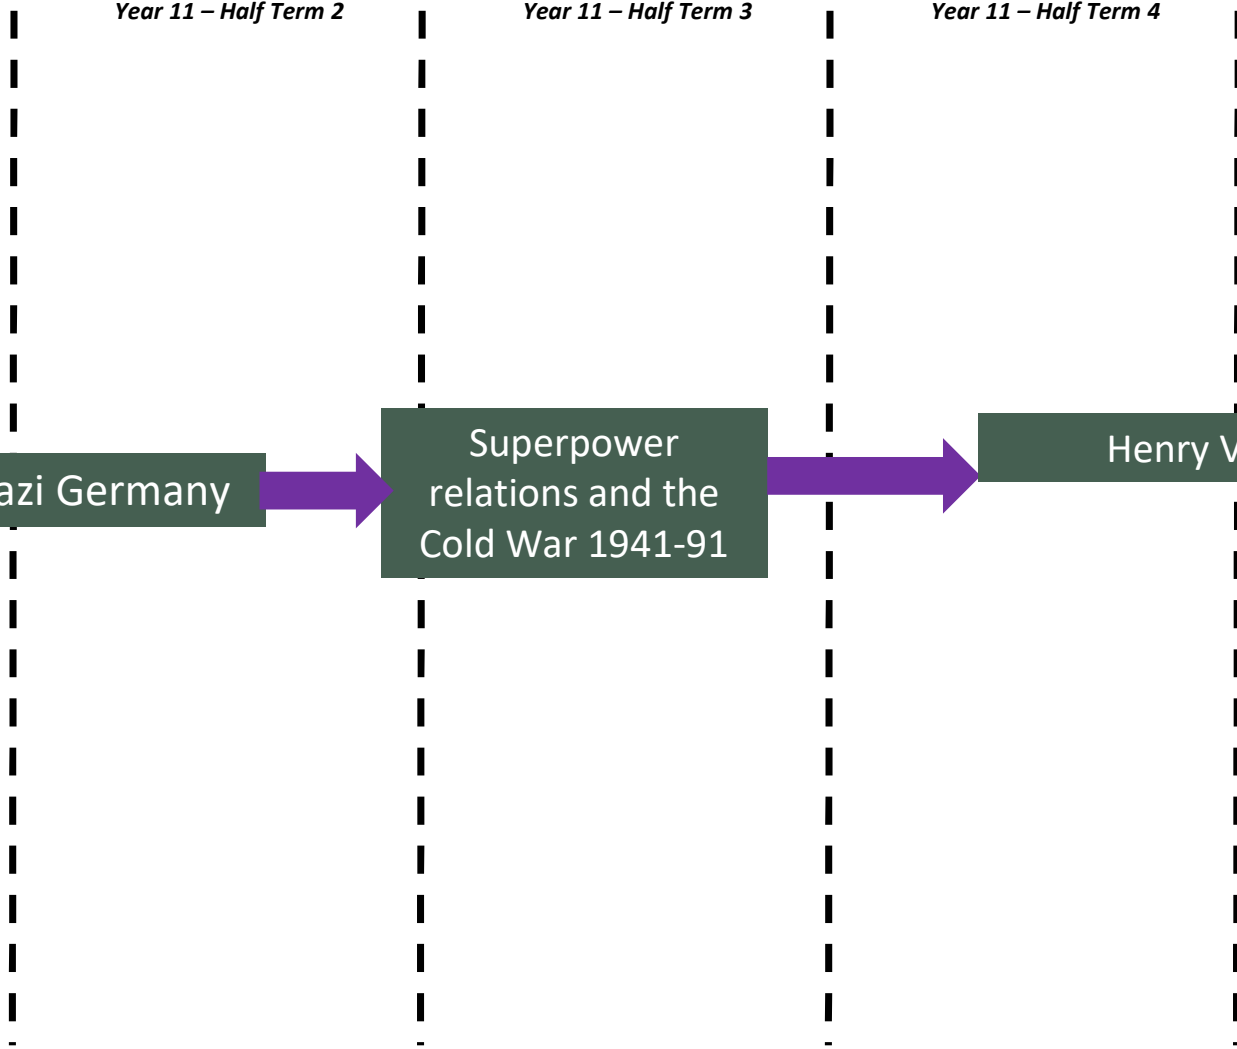 Year 11 – Half Term 2
Year 11 – Half Term 3
Year 11 – Half Term 4
azi Germany
Superpower
relations and the
Cold War 1941-91
Henry V